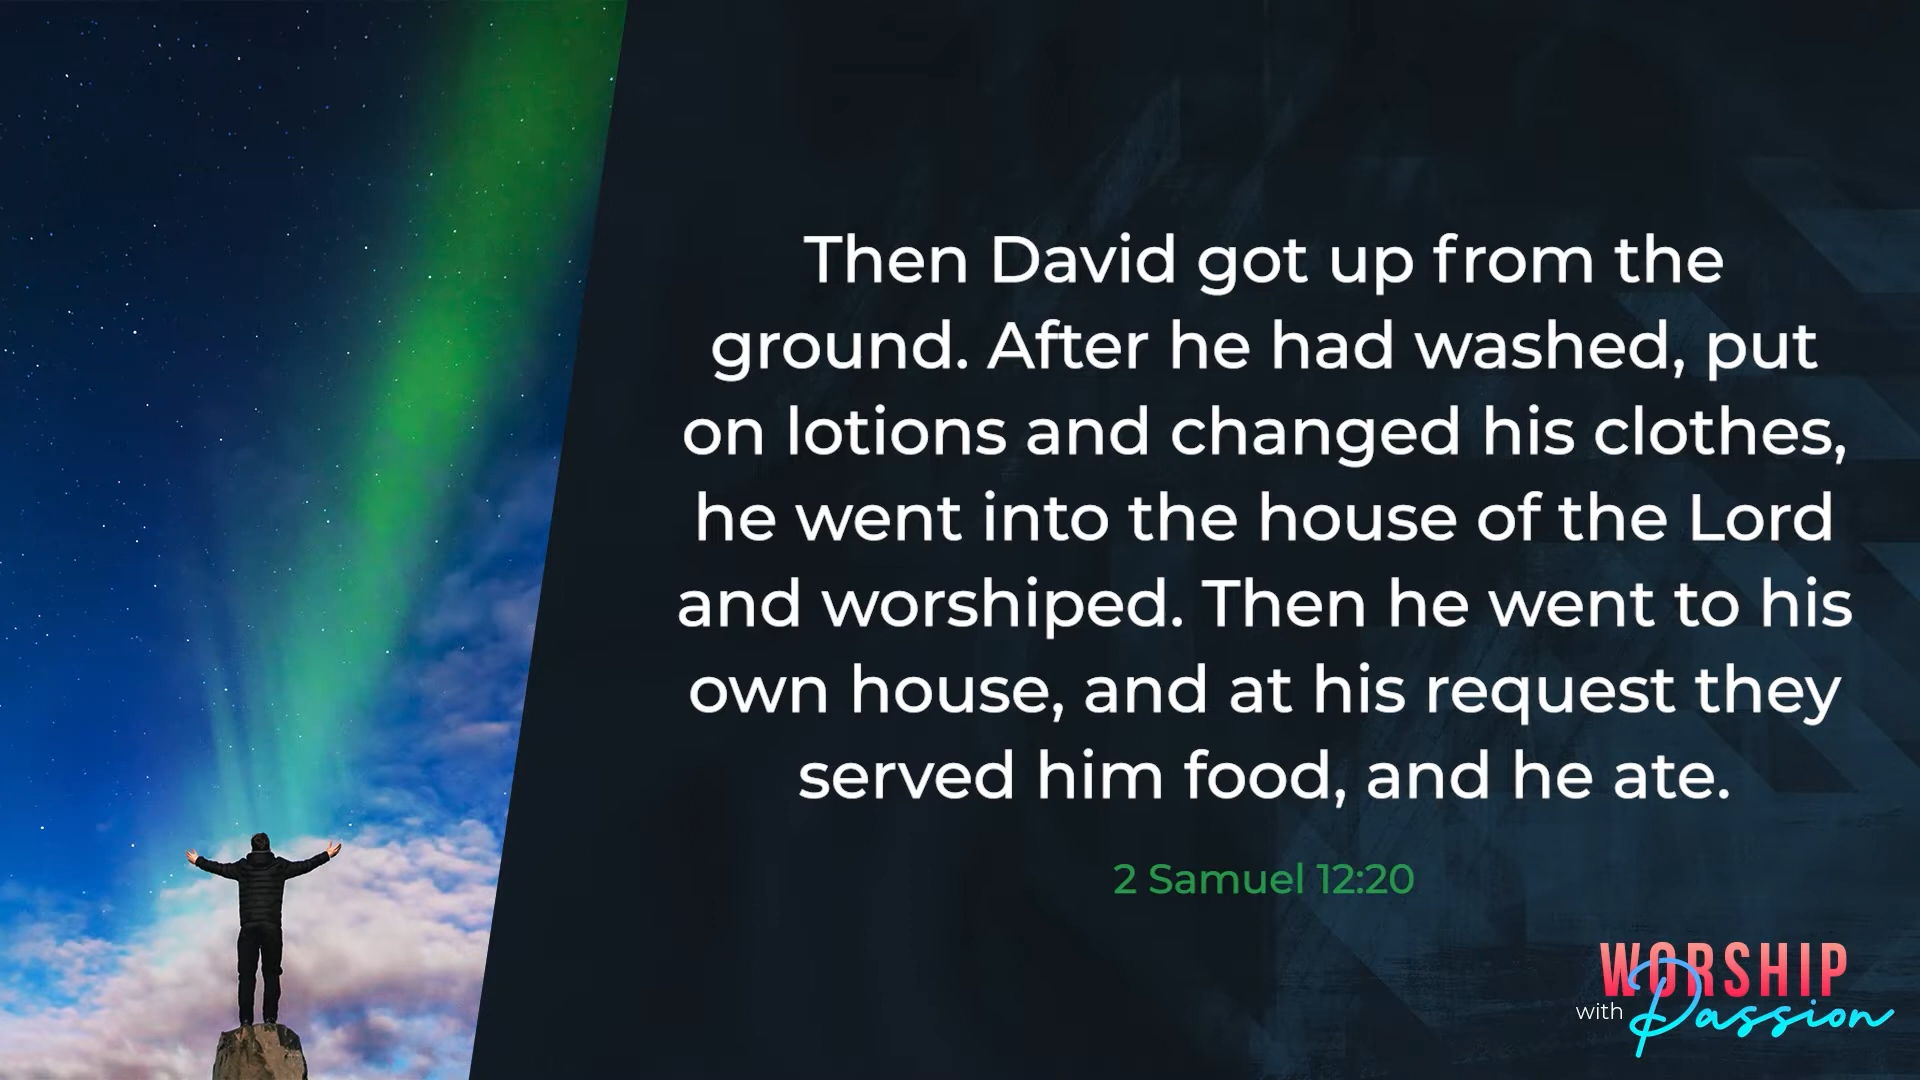 Then David got up from the
ground. After he had washed, put
on lotions and changed his clothes,
he went into the house of the Lord
and worshiped. Then he went to his
own house, and at his request they
served him food, and he ate.
2 Samuel 12:20
WORSHIP
with Passion